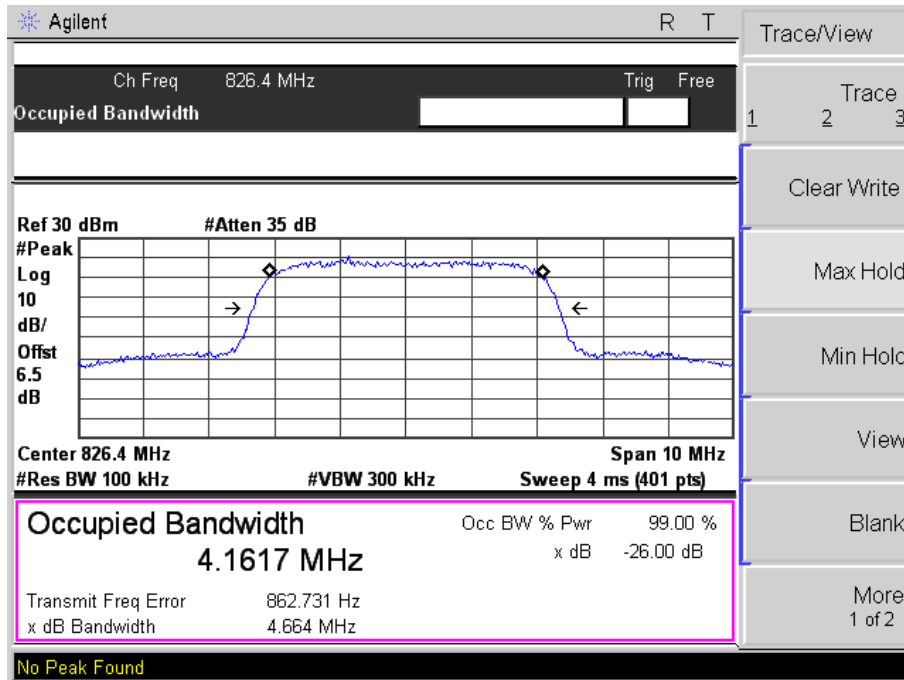 Agilent R T
Trace/View
Ch Freq 826.4 MHz Trig Free
Occupied Bandwidth
Trace
1 2 3
Clear Write
Ref 30 dBm #Atten 35 dB
#Peak
Log
10
dB/
Offst
6.5
dB
Max Hold
Min Hold
Center 826.4 MHz Span 10 MHz
#Res BW 100 kHz #VBW 300 kHz Sweep 4 ms (401 pts)
View
Occupied Bandwidth Occ BW % Pwr 99.00 %
4.1617 MHz x dB -26.00 dB
Blank
Transmit Freq Error 862.731 Hz
x dB Bandwidth 4.664 MHz
More
1 of 2
No Peak Found